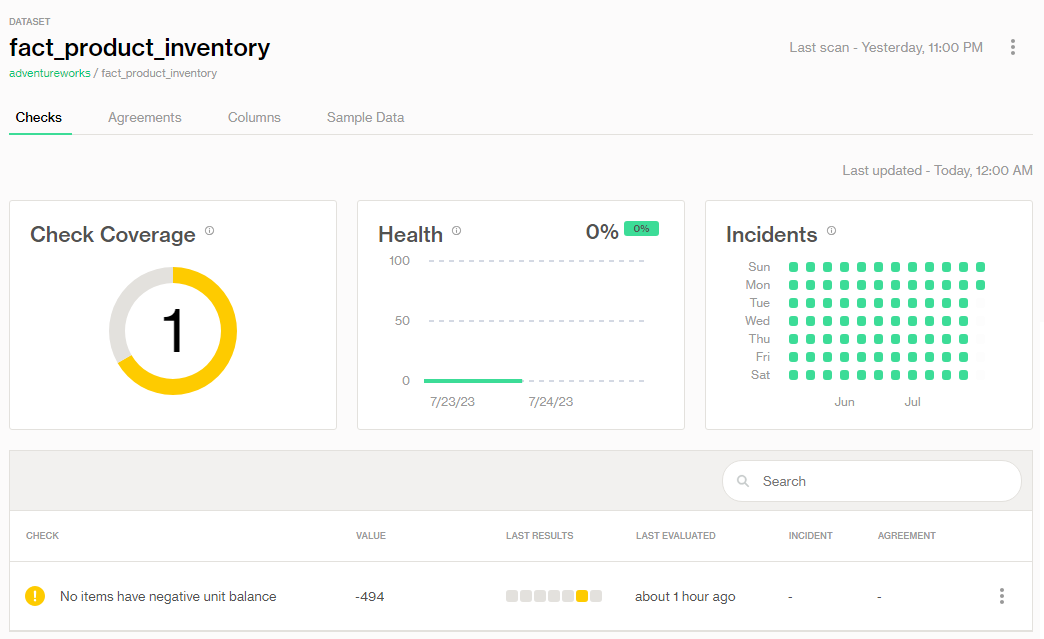 DATASET
fact_product_inventory
Last scan - Yesterday, 11:00 PM
adventureworks / fact_product_inventory
Checks Agreements Columns Sample Data
Last updated - Today, 12:00 AM
Check Coverage
1
Health
0% 0%
100
50
0
7/23/23 7/24/23
Incidents
Sun
Mon
Tue
Wed
Thu
Fri
Sat
Jun Jul
Search
CHECK VALUE LAST RESULTS LAST EVALUATED INCIDENT AGREEMENT
! No items have negative unit balance -494 about 1 hour ago - -